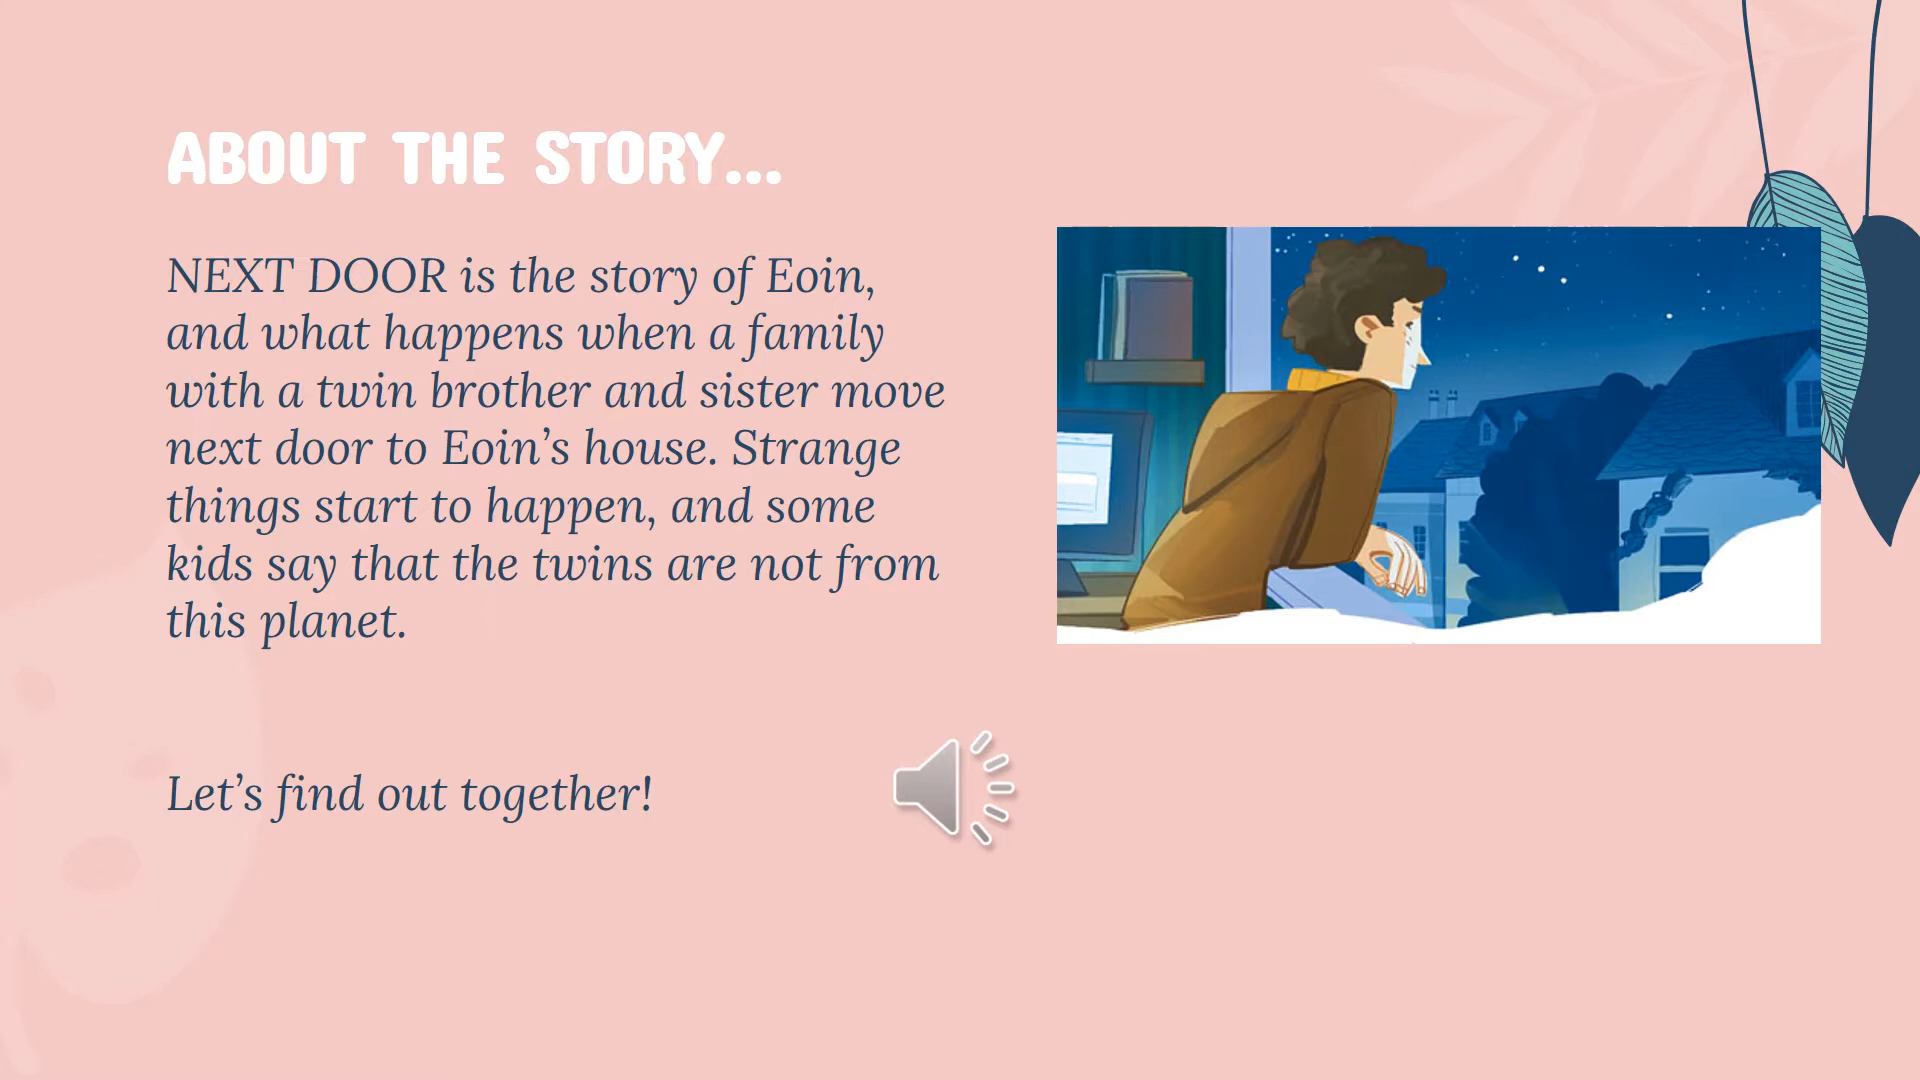 ABOUT THE STORY...
NEXT DOOR is the story of Eoin,
and what happens when a family
with a twin brother and sister move
next door to Eoin’s house. Strange
things start to happen, and some
kids say that the twins are not from
this planet.
Let’s find out together!